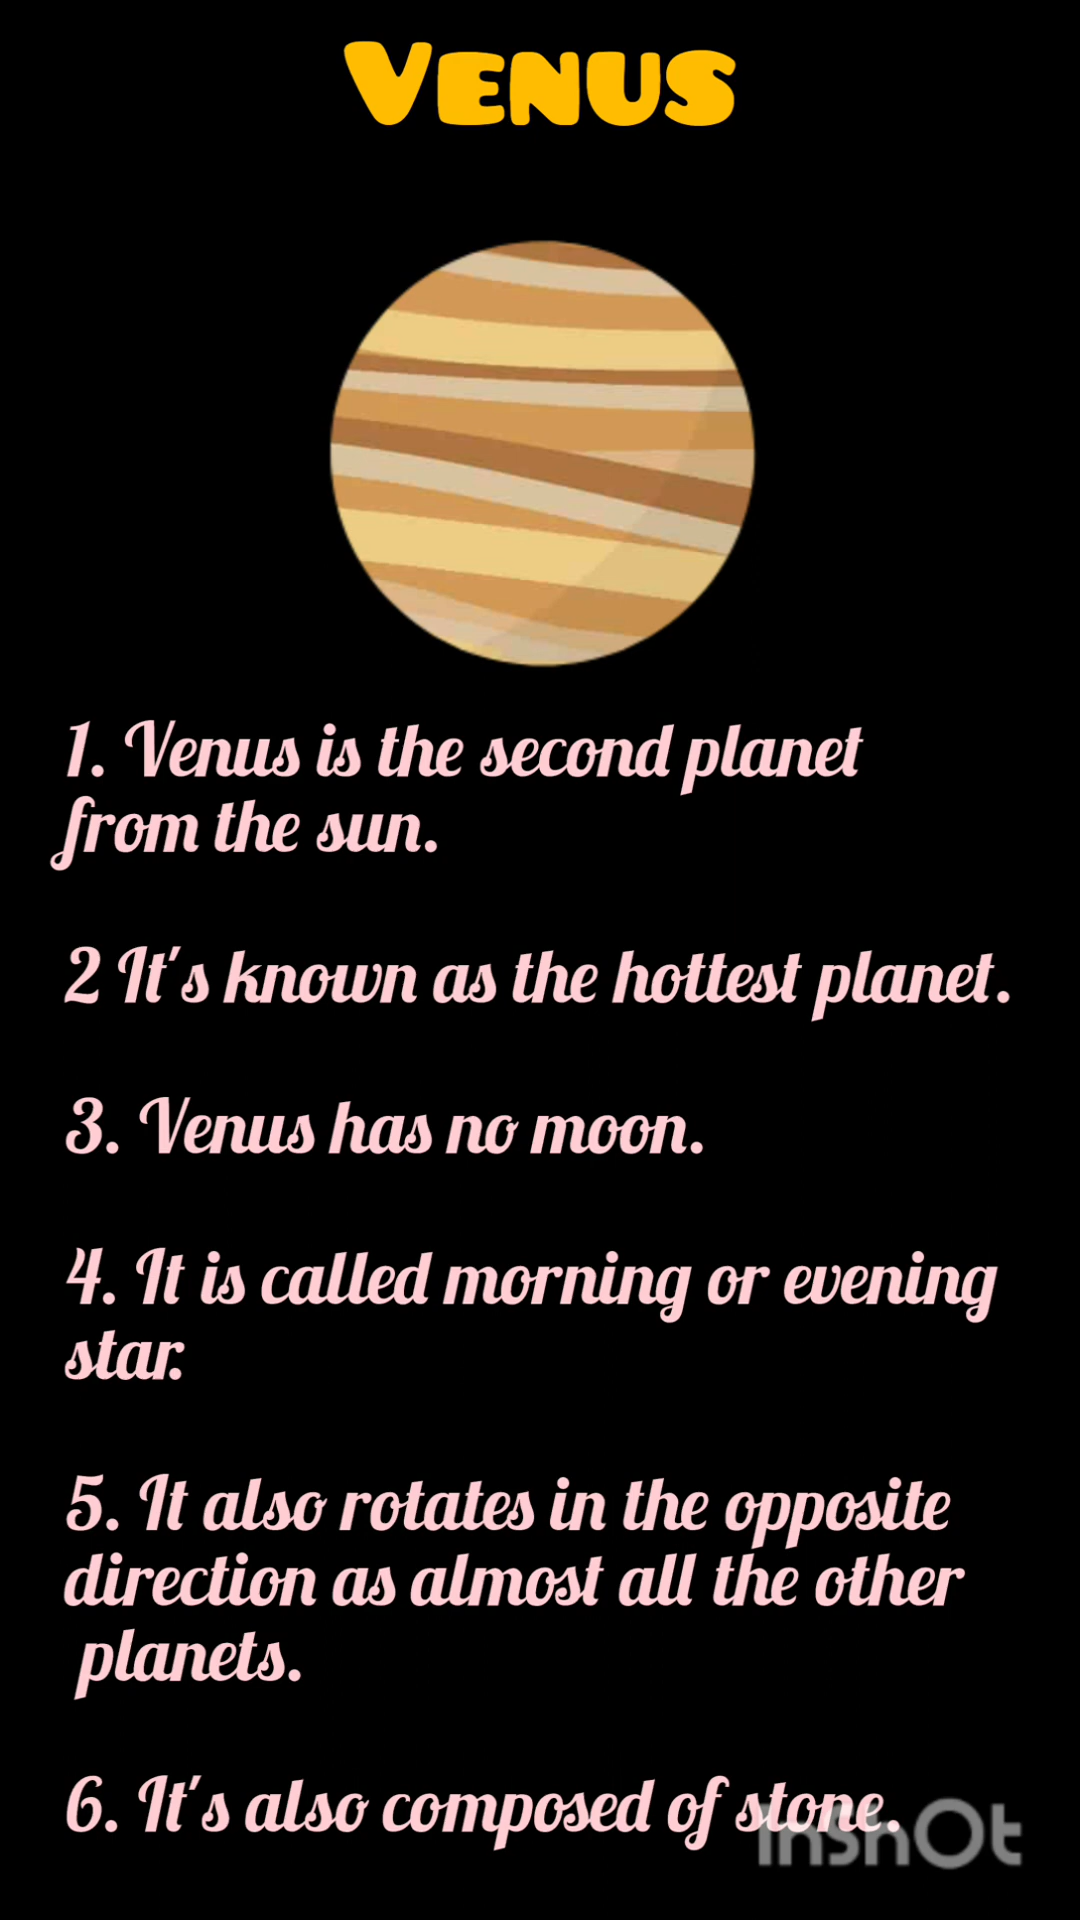 VENUS
1. Venus is the second planet
from the sun.
2 It's known as the hottest planet.
3. Venus has no moon.
4. It is called morning or evening
star.
5. It also rotates in the opposite
direction as almost all the other
planets.
6. It's also composed of stone.
InShOt